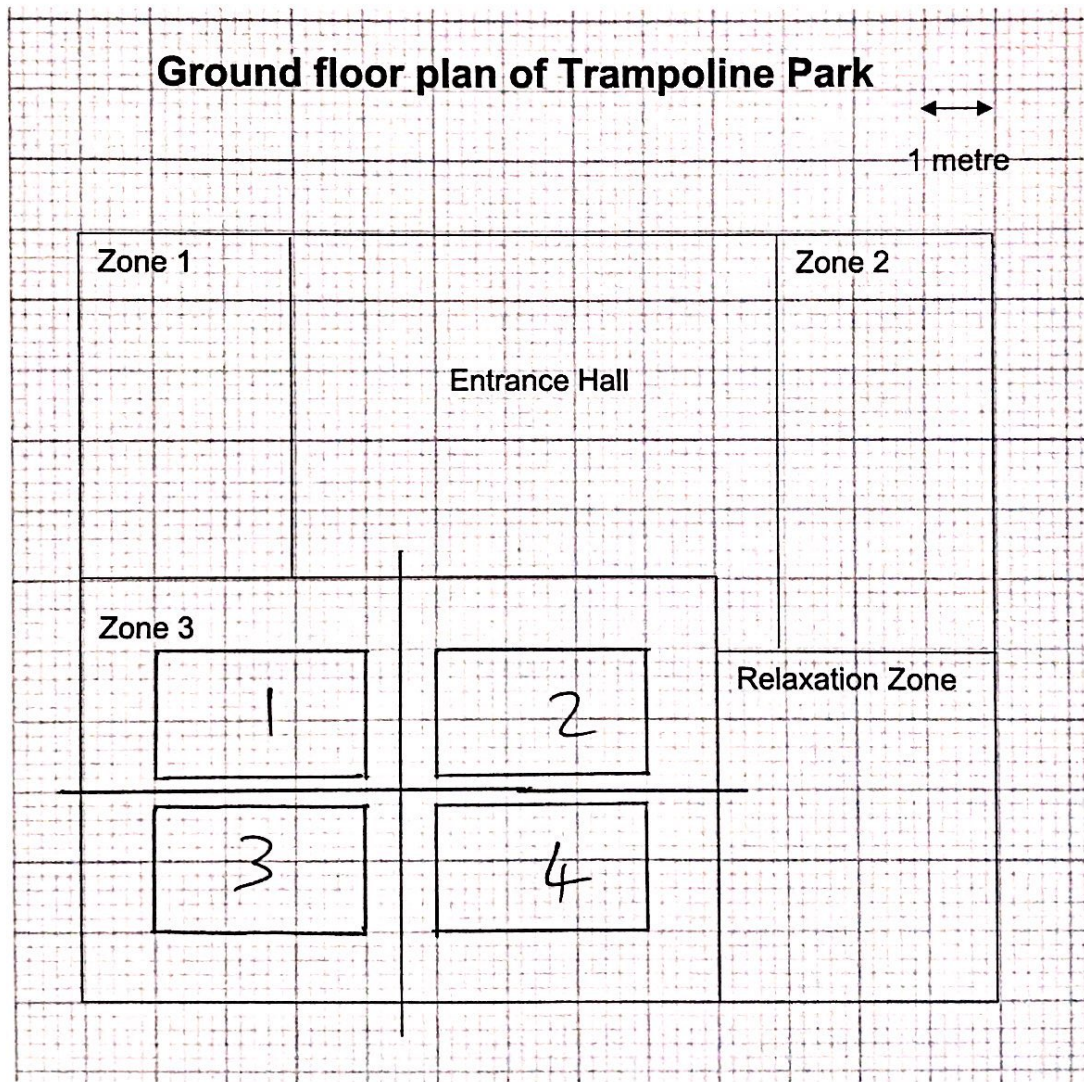 Ground floor plan of Trampoline Park
1 metre
Zone 1
Zone 2
Entrance Hall
Zone 3
Relaxation Zone
1
2
3
4